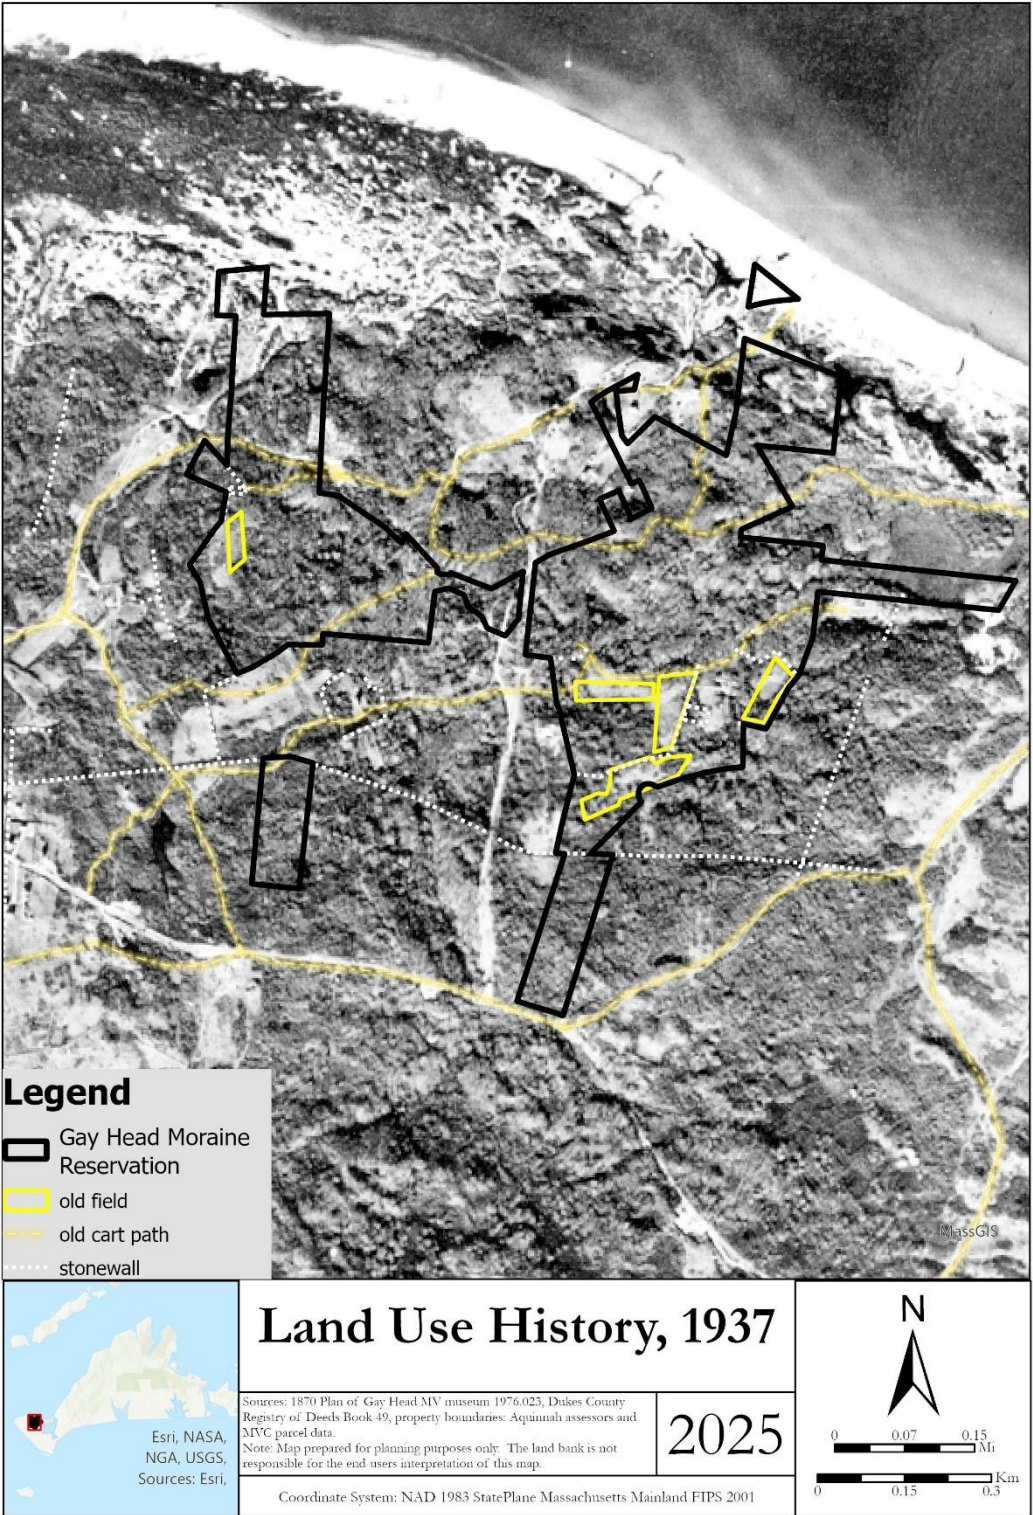 MassGIS
Legend
Gay Head Moraine
Reservation
old field
old cart path
stonewall
Esri, NASA,
NGA, USGS,
Sources: Esri,
Land Use History, 1937
Sources: 1870 Plan of Gay Head MV museum 1976.023, Dukes County
Registry of Deeds Book 49, property boundaries: Aquinnah assessors and
MVC parcel data.
Note: Map prepared for planning purposes only. The land bank is not
responsible for the end-users interpretation of this map.
2025
Coordinate System: NAD 1983 StatePlane Massachusetts Mainland FIPS 2001
N
0 0.07 0.15
Mi
Km
0 0.15 0.3